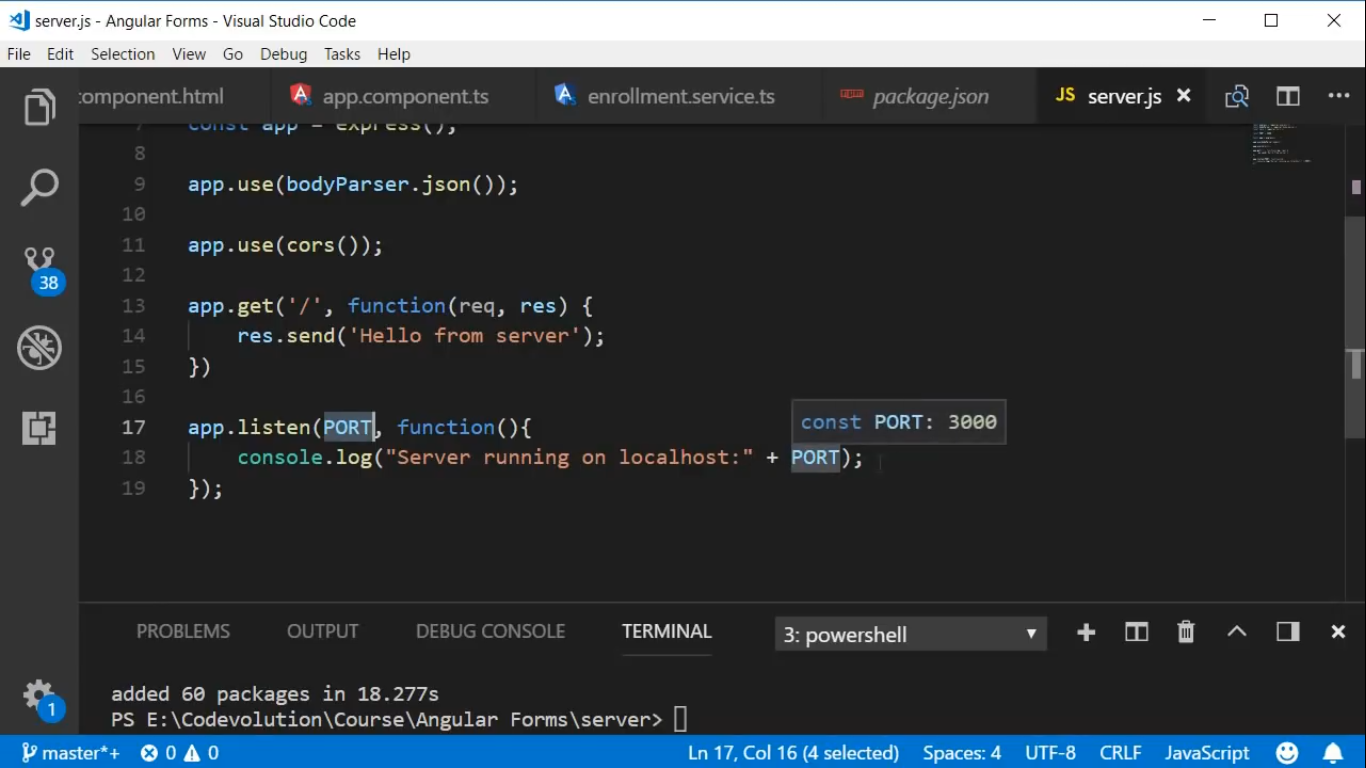 server.js - Angular Forms - Visual Studio Code
File Edit Selection View Go Debug Tasks Help
component.html app.component.ts enrollment.service.ts package.json JS server.js
7 const app = express();
8
9 app.use(bodyParser.json());
10
11 app.use(cors());
12
13 app.get('/', function(req, res) {
14 res.send('Hello from server');
15 })
16
const PORT: 3000
17 app.listen(PORT, function(){
18 console.log("Server running on localhost:" + PORT);
19 });
38
PROBLEMS OUTPUT DEBUG CONSOLE TERMINAL 3: powershell
added 60 packages in 18.277s
PS E:\Codevolution\Course\Angular Forms\server>
1
master*+ 0 0 Ln 17, Col 16 (4 selected) Spaces: 4 UTF-8 CRLF JavaScript